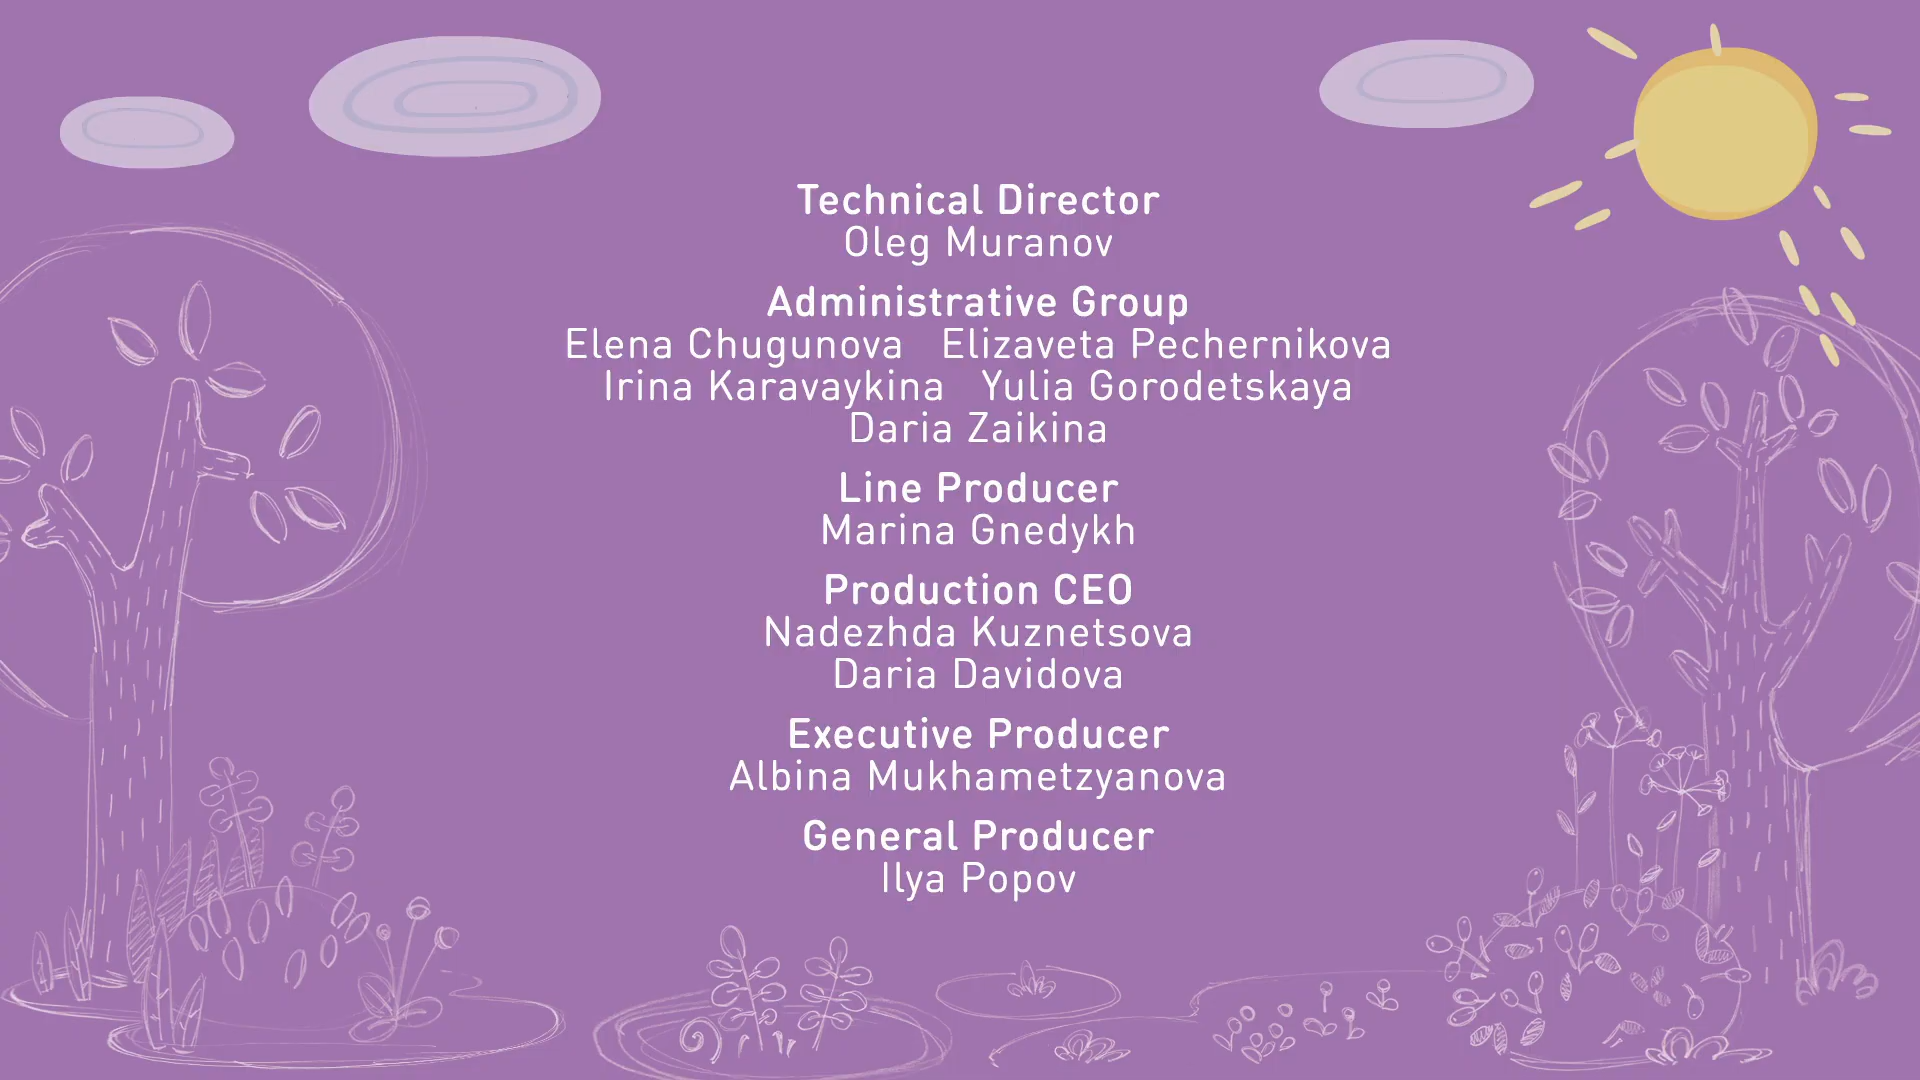 Technical Director
Oleg Muranov
Administrative Group
Elena Chugunova Elizaveta Pechernikova
Irina Karavaykina Yulia Gorodetskaya
Daria Zaikina
Line Producer
Marina Gnedykh
Production CEO
Nadezhda Kuznetsova
Daria Davidova
Executive Producer
Albina Mukhametzyanova
General Producer
Ilya Popov